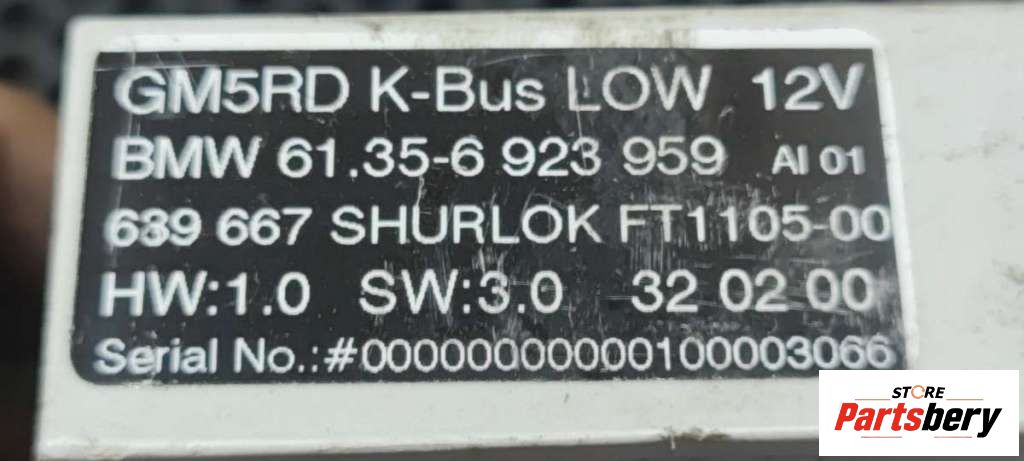 GM5RD K-Bus LOW 12V
BMW 61.35-6 923 959 AI 01
639 667 SHURLOK FT1105-00
HW:1.0 SW:3.0 32 02 00
Serial No.:#000000000000100003066
STORE
Partsbery